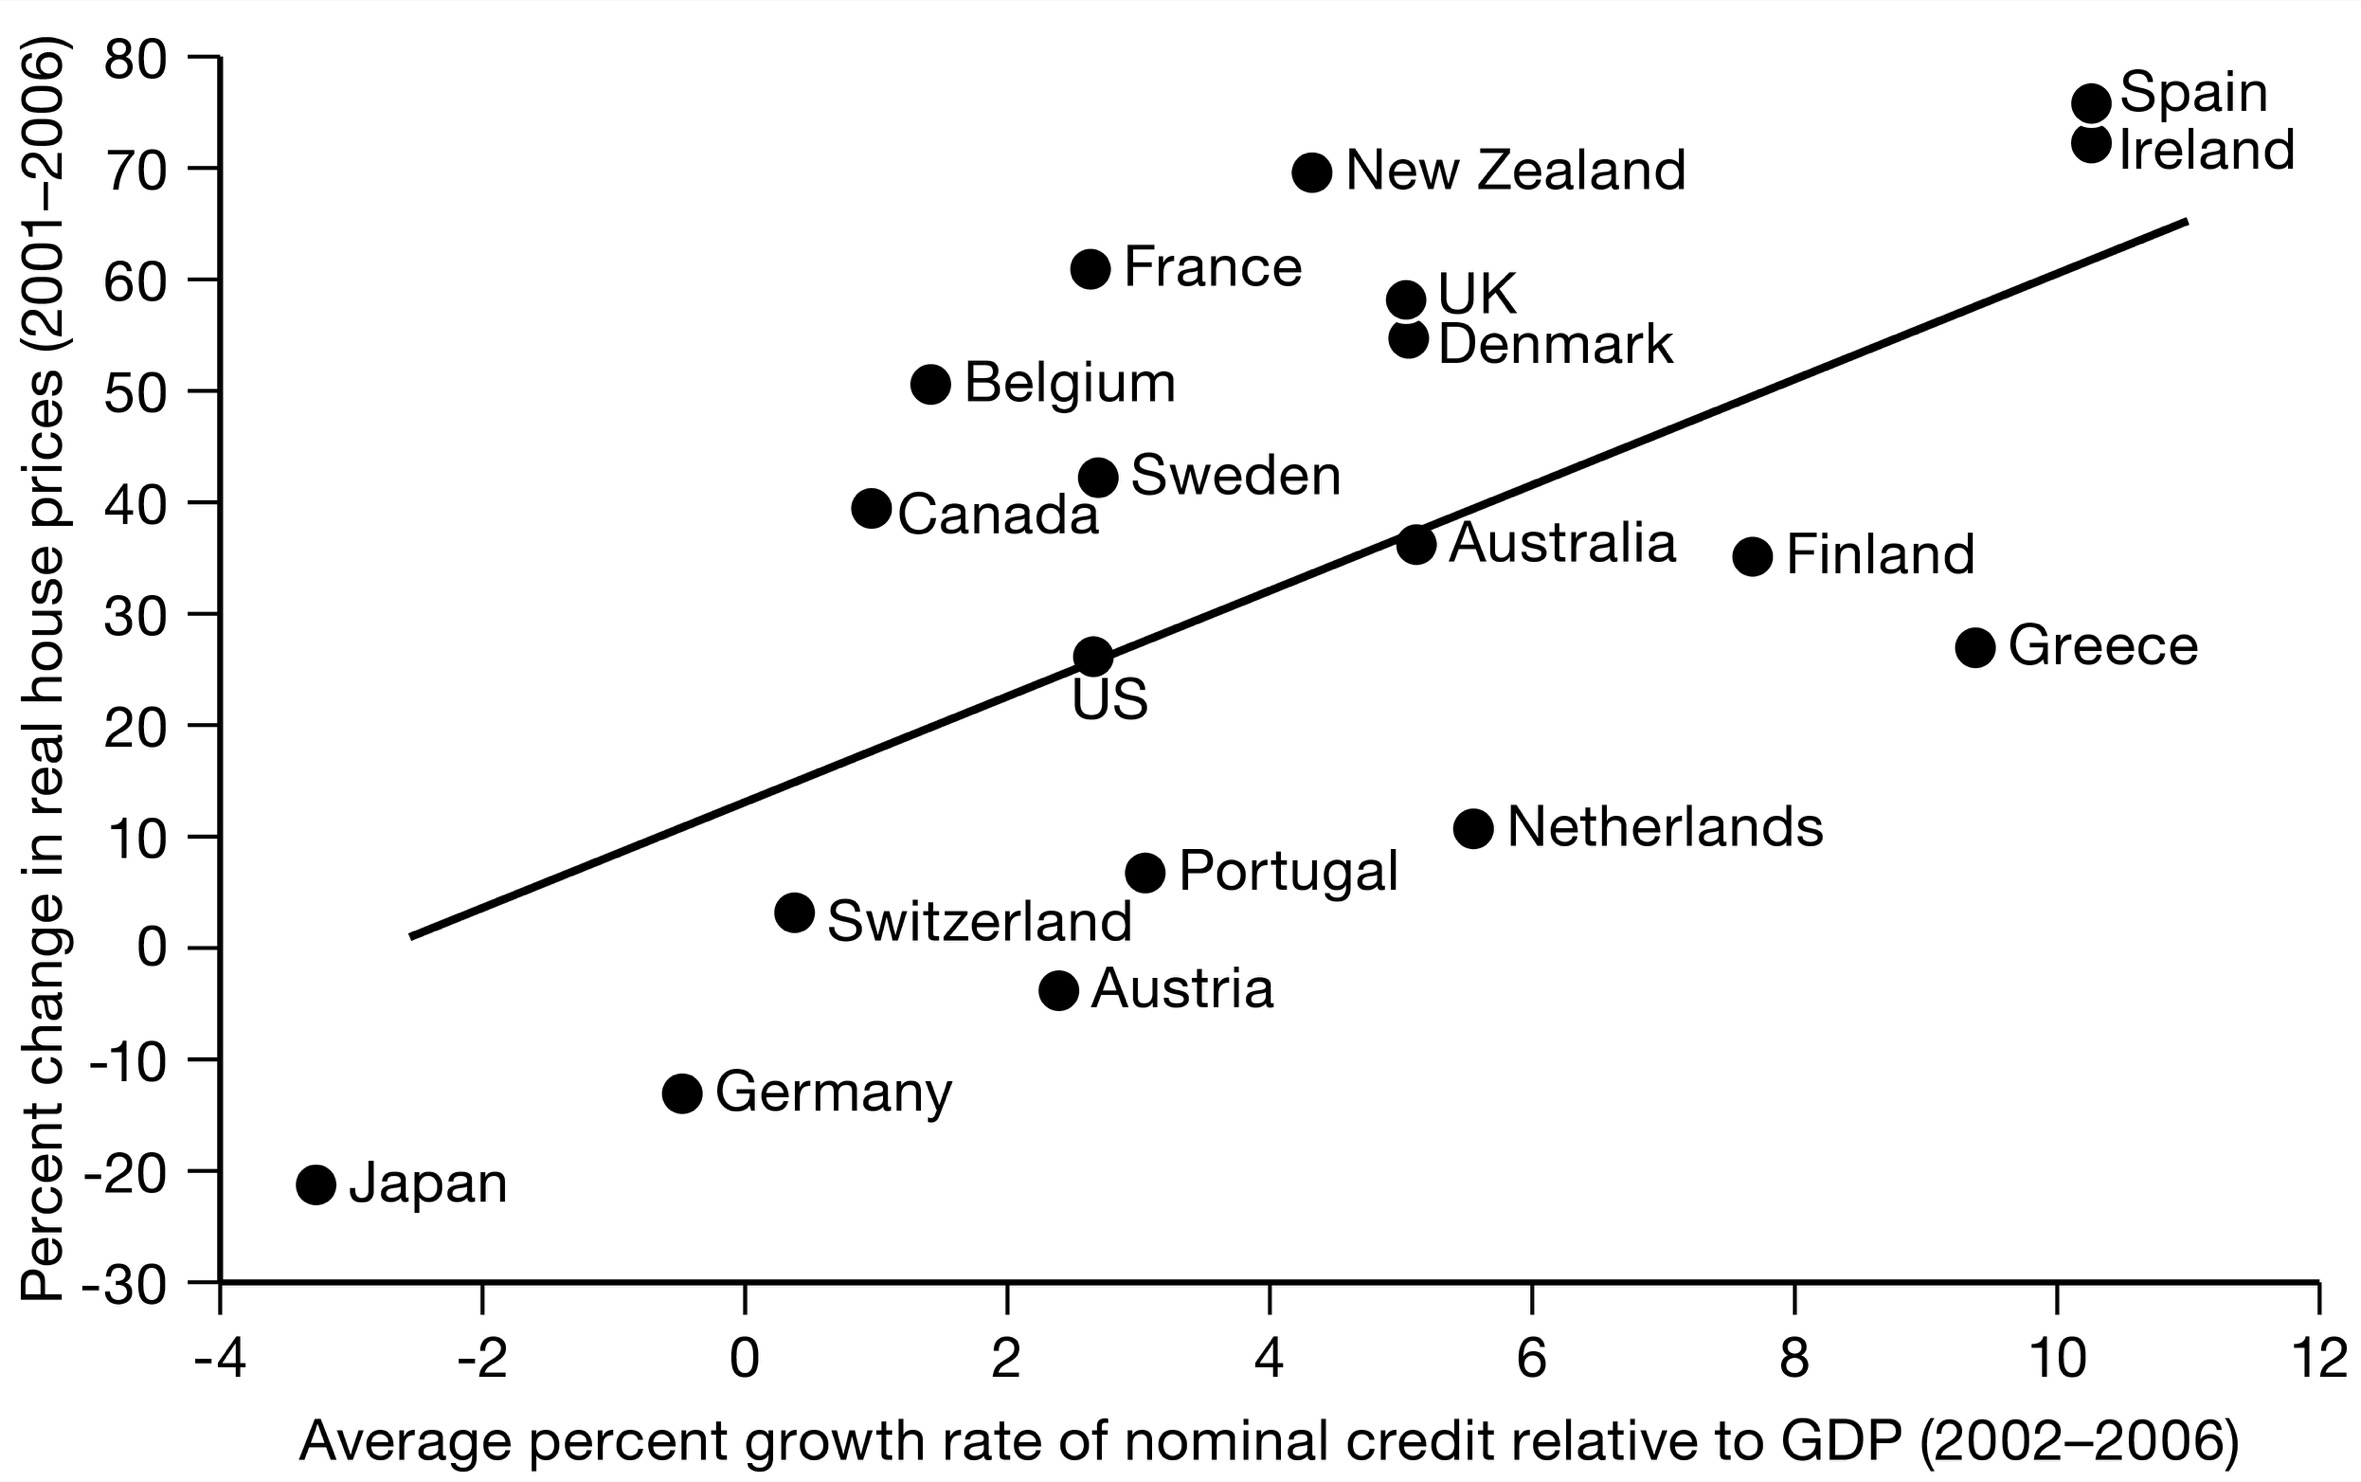 Percent change in real house prices (2001–2006)
80
70
60
50
40
30
20
10
0
-10
-20
-30
Spain
Ireland
New Zealand
France
UK
Denmark
Belgium
Sweden
Canada
Australia
Finland
Greece
US
Netherlands
Portugal
Switzerland
Austria
Germany
Japan
-4 -2 0 2 4 6 8 10 12
Average percent growth rate of nominal credit relative to GDP (2002–2006)